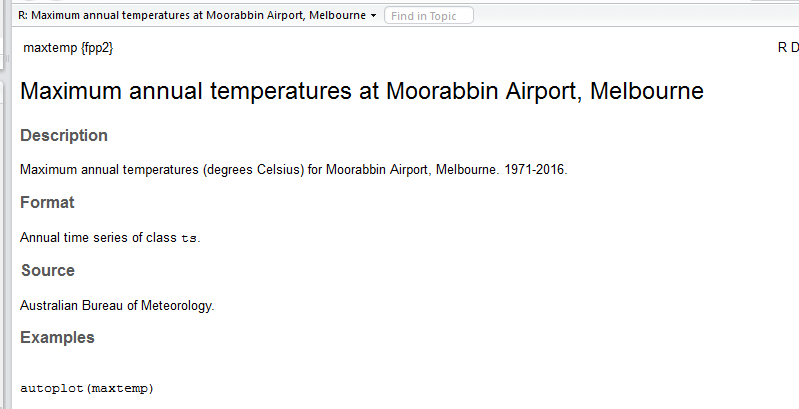 R: Maximum annual temperatures at Moorabbin Airport, Melbourne Find in Topic
maxtemp {fpp2} R D
Maximum annual temperatures at Moorabbin Airport, Melbourne
Description
Maximum annual temperatures (degrees Celsius) for Moorabbin Airport, Melbourne. 1971-2016.
Format
Annual time series of class ts.
Source
Australian Bureau of Meteorology.
Examples
autoplot(maxtemp)